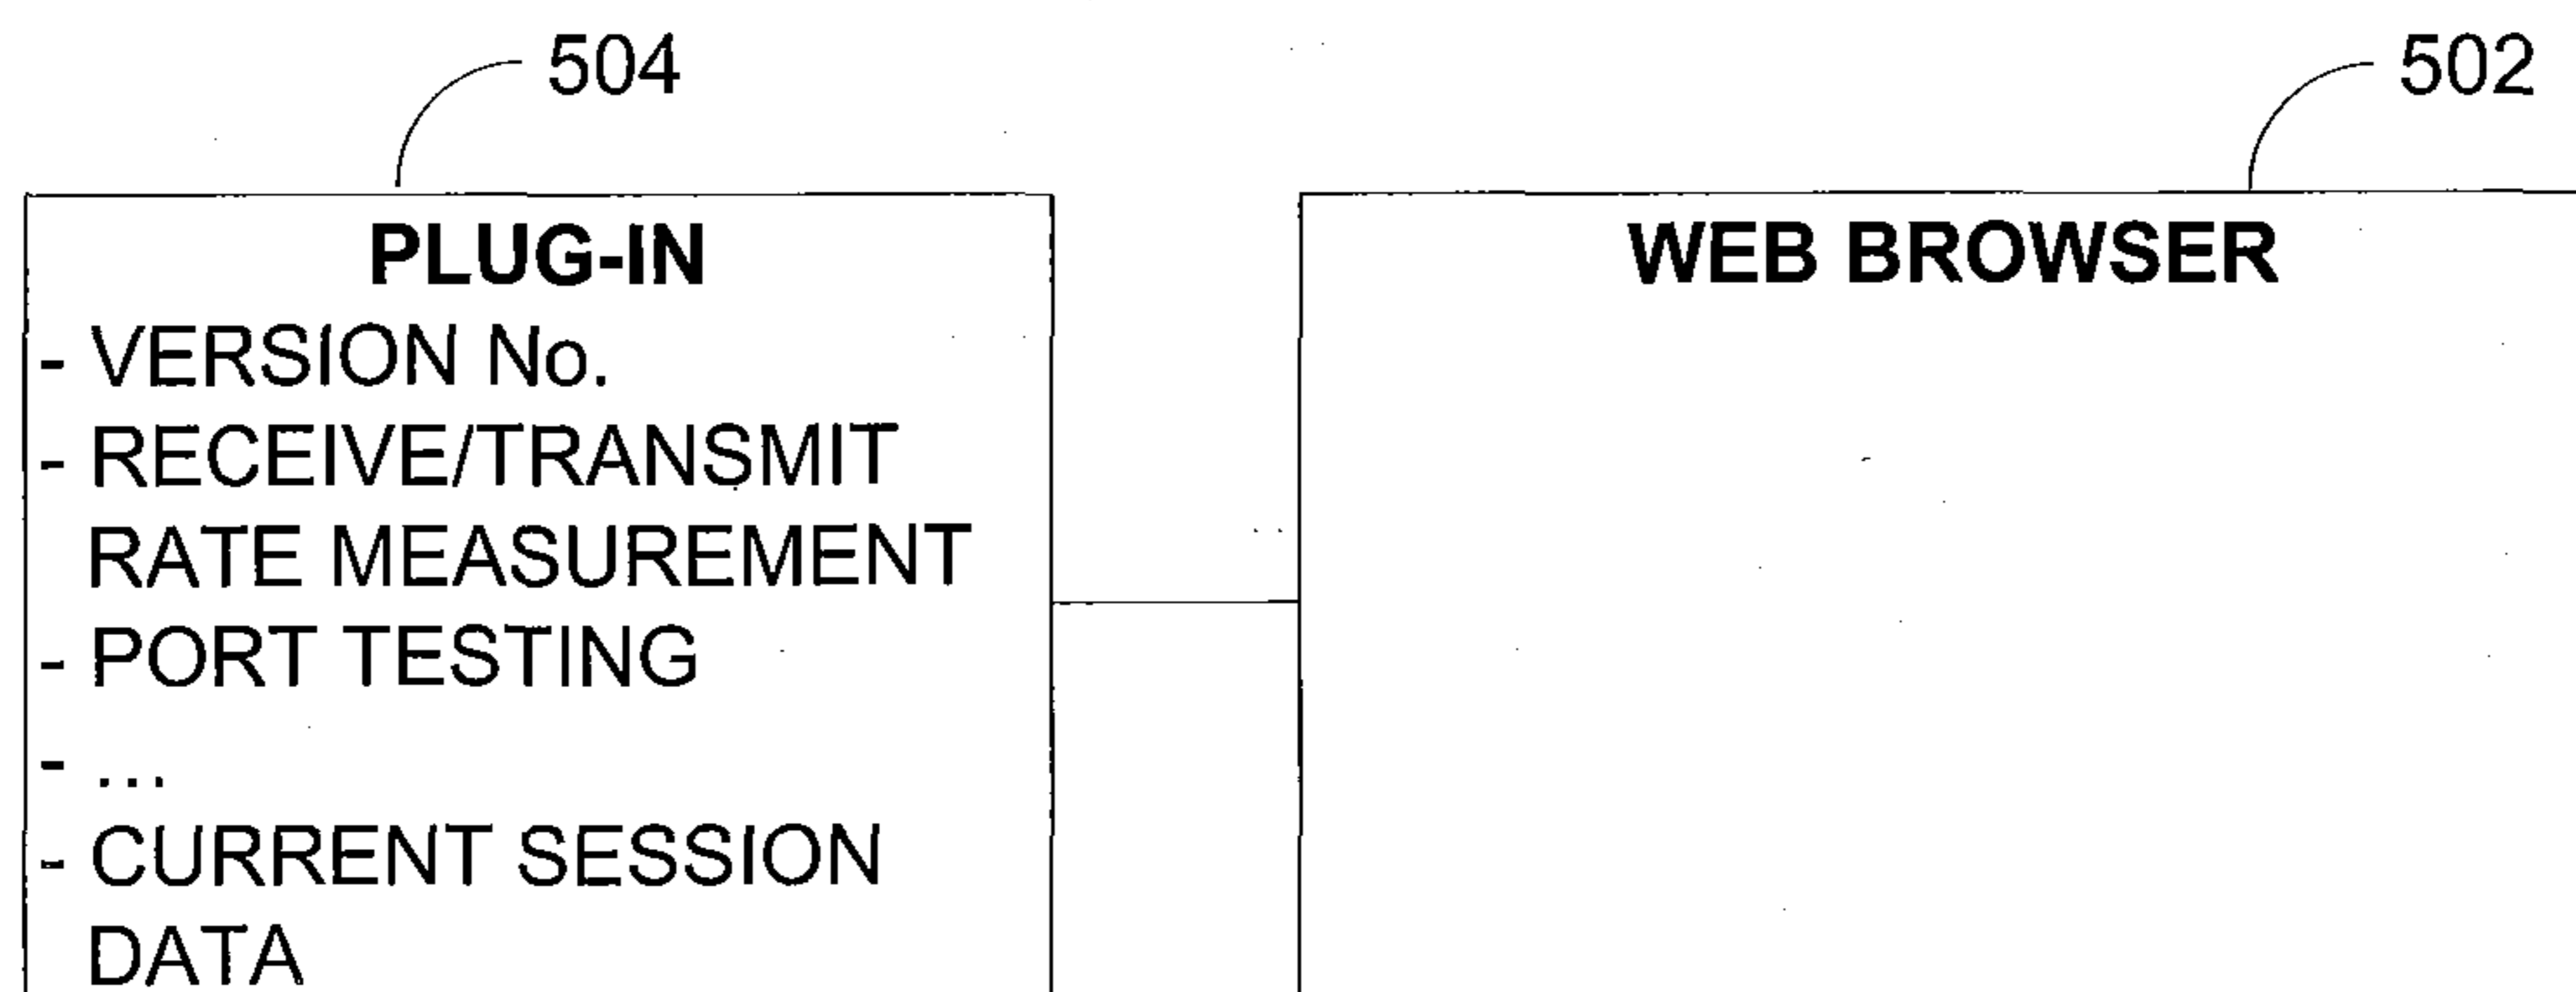 504
502
PLUG-IN
- VERSION No.
- RECEIVE/TRANSMIT
RATE MEASUREMENT
- PORT TESTING
- ...
- CURRENT SESSION
DATA
WEB BROWSER